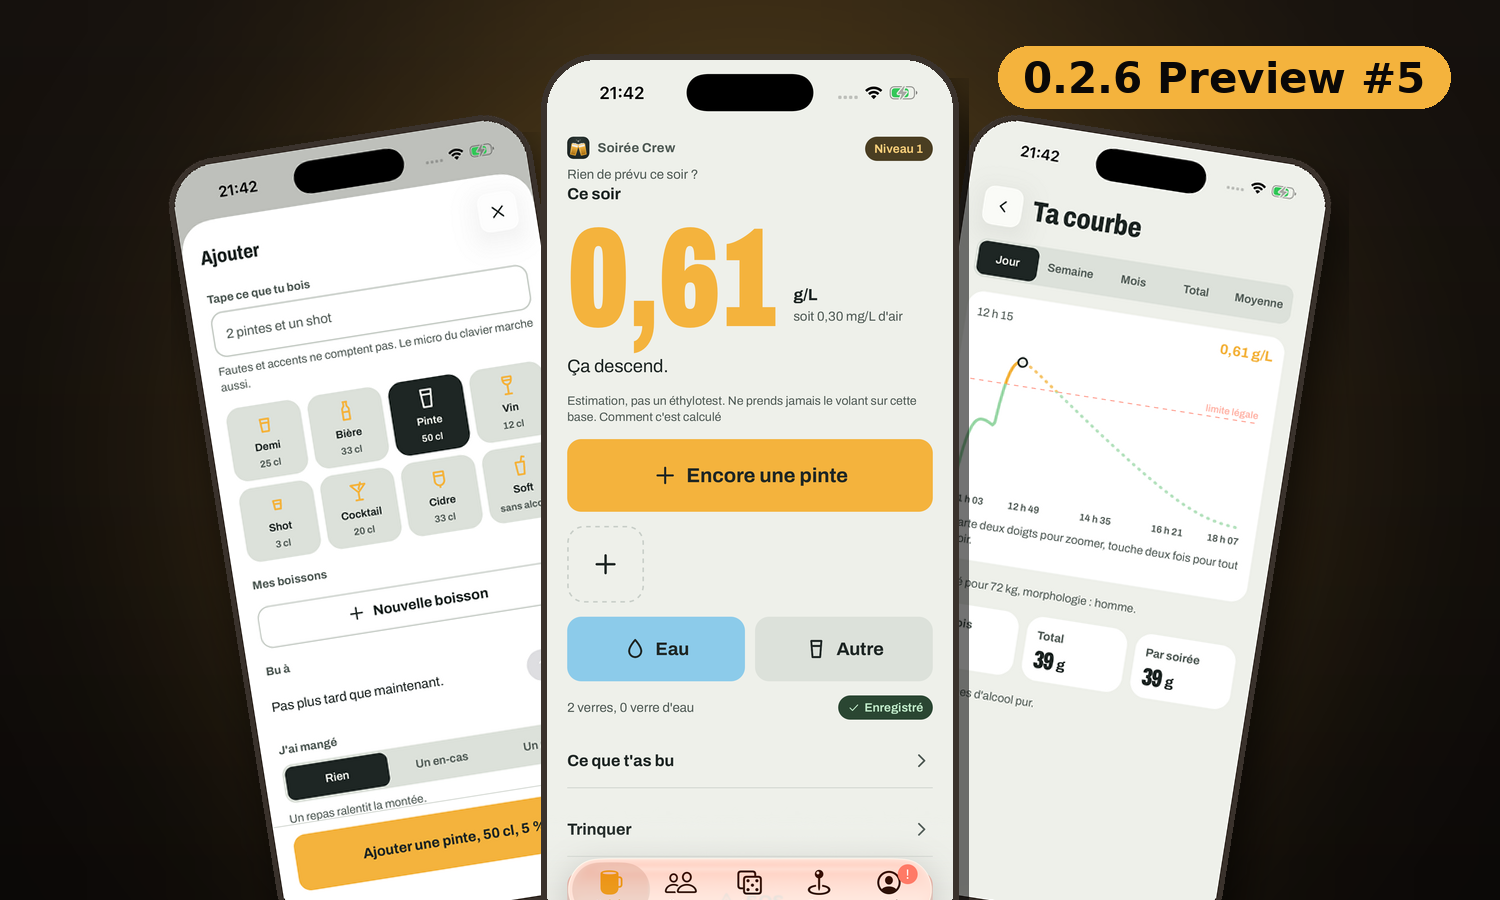 0.2.6 Preview #5
21:42
Ajouter
Tape ce que tu bois
2 pintes et un shot
Fautes et accents ne comptent pas. Le micro du clavier marche
aussi.
Demi
25 cl
Bière
33 cl
Pinte
50 cl
Vin
12 cl
Shot
3 cl
Cocktail
20 cl
Cidre
33 cl
Soft
sans
Mes boissons
+ Nouvelle boisson
Bu à
Pas plus tard que maintenant.
J'ai mangé
Rien
Un en-cas
Un
Un repas ralentit la montée.
Ajouter une pinte, 50 cl, 5 %
21:42
Soirée Crew
Niveau 1
Rien de prévu ce soir ?
Ce soir
0,61
g/L
soit 0,30 mg/L d'air
Ça descend.
Estimation, pas un éthylotest. Ne prends jamais le volant sur cette
base. Comment c'est calculé
+ Encore une pinte
+
Eau
Autre
2 verres, 0 verre d'eau
Enregistré
Ce que t'as bu
Trinquer
!
21:42
Ta courbe
Jour
Semaine
Mois
Total
Moyenne
12 h 15
0,61 g/L
limite légale
h 03
12 h 49
14 h 35
16 h 21
18 h 07
deux doigts pour zoomer, touche deux fois pour tout
pour 72 kg, morphologie : homme.
Total
39 g
Par soirée
39 g
d'alcool pur.